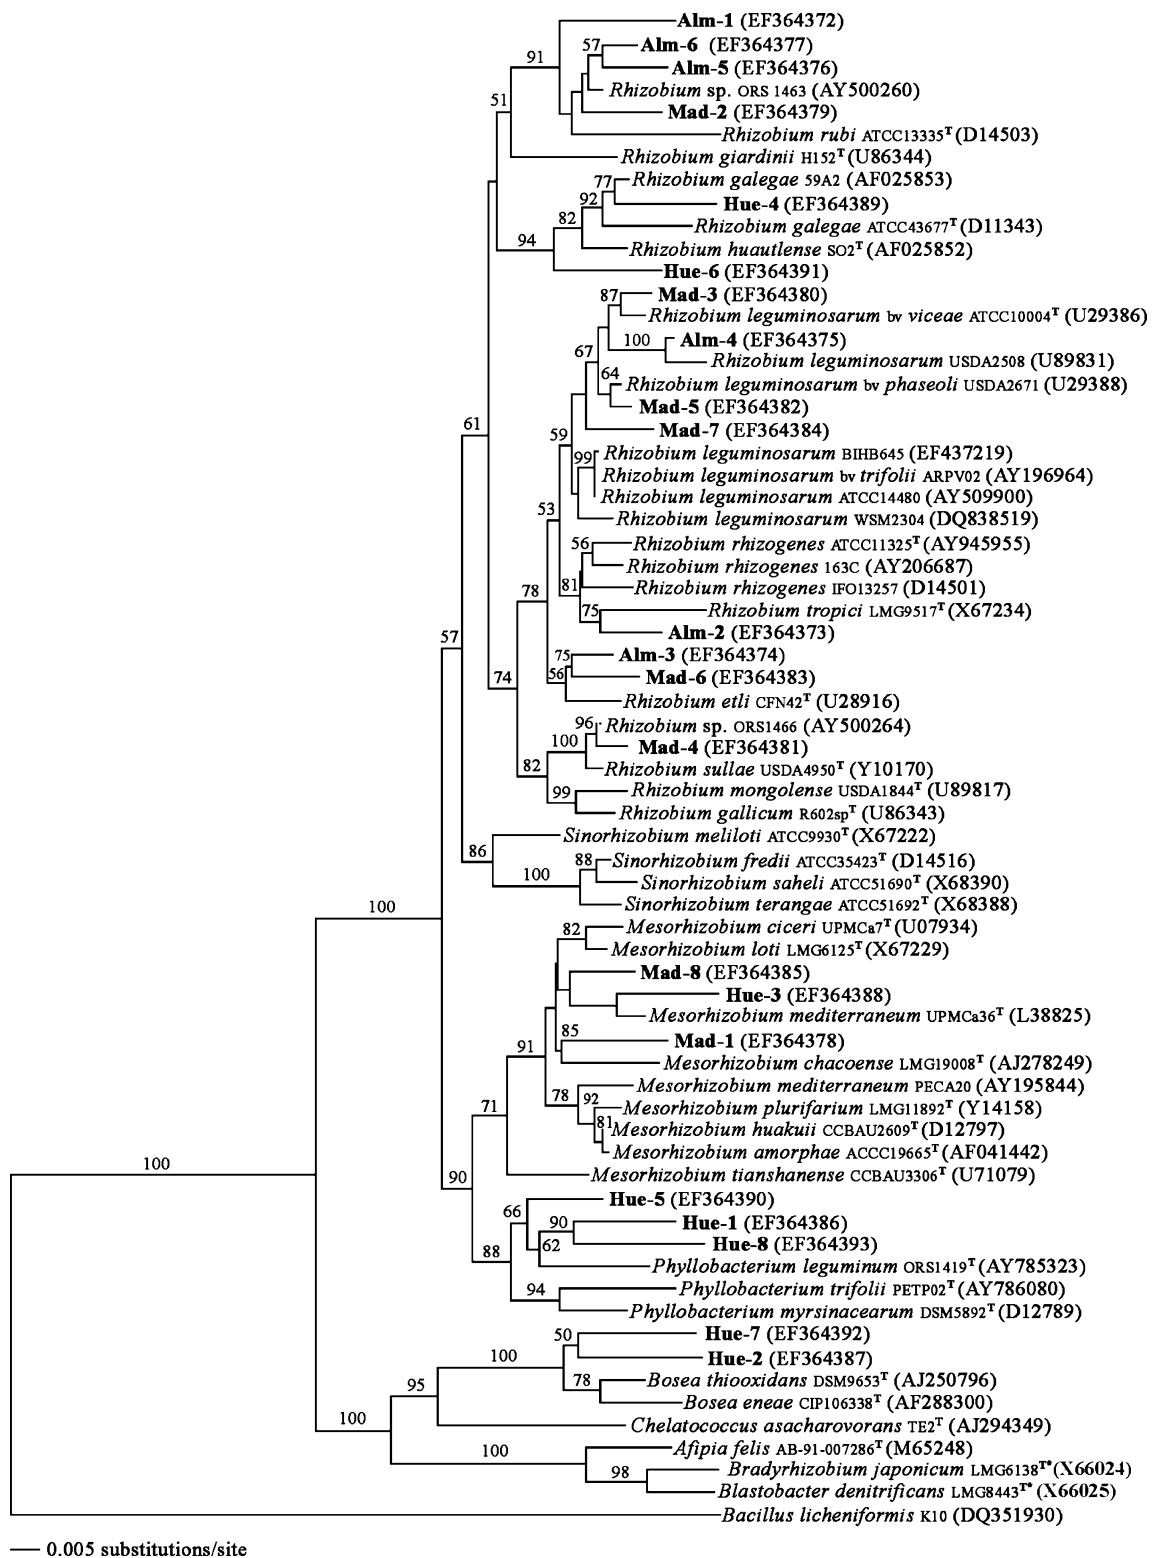 Alm-1 (EF364372)
57 Alm-6 (EF364377)
91 Alm-5 (EF364376)
Rhizobium sp. ORS 1463 (AY500260)
51 Mad-2 (EF364379)
Rhizobium rubi ATCC13335T (D14503)
Rhizobium giardinii H152T (U86344)
77 Rhizobium galegae 59A2 (AF025853)
92 Hue-4 (EF364389)
82 Rhizobium galegae ATCC43677T (D11343)
94 Rhizobium huautlense SO2T (AF025852)
Hue-6 (EF364391)
87 Mad-3 (EF364380)
Rhizobium leguminosarum bv viceae ATCC10004T (U29386)
100 Alm-4 (EF364375)
67 Rhizobium leguminosarum USDA2508 (U89831)
64 Rhizobium leguminosarum bv phaseoli USDA2671 (U29388)
Mad-5 (EF364382)
61 Mad-7 (EF364384)
59 99 Rhizobium leguminosarum BIHB645 (EF437219)
Rhizobium leguminosarum bv trifolii ARPV02 (AY196964)
Rhizobium leguminosarum ATCC14480 (AY509900)
53 Rhizobium leguminosarum WSM2304 (DQ838519)
56 Rhizobium rhizogenes ATCC11325T (AY945955)
Rhizobium rhizogenes 163C (AY206687)
78 81 Rhizobium rhizogenes IFO13257 (D14501)
75 Rhizobium tropici LMG9517T (X67234)
57 Alm-2 (EF364373)
75 Alm-3 (EF364374)
74 56 Mad-6 (EF364383)
Rhizobium etli CFN42T (U28916)
96 Rhizobium sp. ORS1466 (AY500264)
100 Mad-4 (EF364381)
82 Rhizobium sullae USDA4950T (Y10170)
99 Rhizobium mongolense USDA1844T (U89817)
Rhizobium gallicum R602spT (U86343)
Sinorhizobium meliloti ATCC9930T (X67222)
86 88 Sinorhizobium fredii ATCC35423T (D14516)
100 Sinorhizobium saheli ATCC51690T (X68390)
100 Sinorhizobium terangae ATCC51692T (X68388)
82 Mesorhizobium ciceri UPMCa7T (U07934)
Mesorhizobium loti LMG6125T (X67229)
Mad-8 (EF364385)
Hue-3 (EF364388)
Mesorhizobium mediterraneum UPMCa36T (L38825)
85 Mad-1 (EF364378)
91 Mesorhizobium chacoense LMG19008T (AJ278249)
78 Mesorhizobium mediterraneum PECA20 (AY195844)
71 92 Mesorhizobium plurifarium LMG11892T (Y14158)
81 Mesorhizobium huakuii CCBAU2609T (D12797)
Mesorhizobium amorphae ACCC19665T (AF041442)
100 90 Mesorhizobium tianshanense CCBAU3306T (U71079)
Hue-5 (EF364390)
66 90 Hue-1 (EF364386)
88 62 Hue-8 (EF364393)
Phyllobacterium leguminum ORS1419T (AY785323)
94 Phyllobacterium trifolii PETP02T (AY786080)
Phyllobacterium myrsinacearum DSM5892T (D12789)
50 Hue-7 (EF364392)
100 Hue-2 (EF364387)
95 78 Bosea thiooxidans DSM9653T (AJ250796)
Bosea eneae CIP106338T (AF288300)
100 Chelatococcus asacharovorans TE2T (AJ294349)
100 Afipia felis AB-91-007286T (M65248)
98 Bradyrhizobium japonicum LMG6138T* (X66024)
Blastobacter denitrificans LMG8443T* (X66025)
Bacillus licheniformis K10 (DQ351930)
0.005 substitutions/site